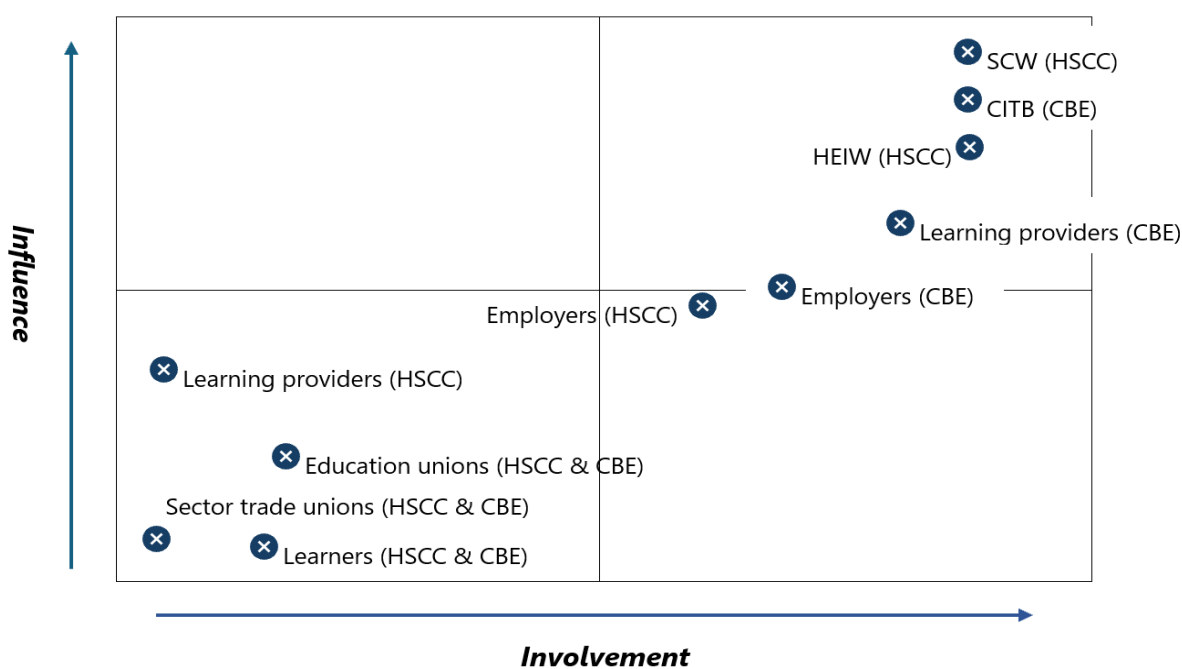 SCW (HSCC)
CITB (CBE)
HEIW (HSCC)
Learning providers (CBE)
Influence
Employers (CBE)
Employers (HSCC)
Learning providers (HSCC)
Education unions (HSCC & CBE)
Sector trade unions (HSCC & CBE)
Learners (HSCC & CBE)
Involvement